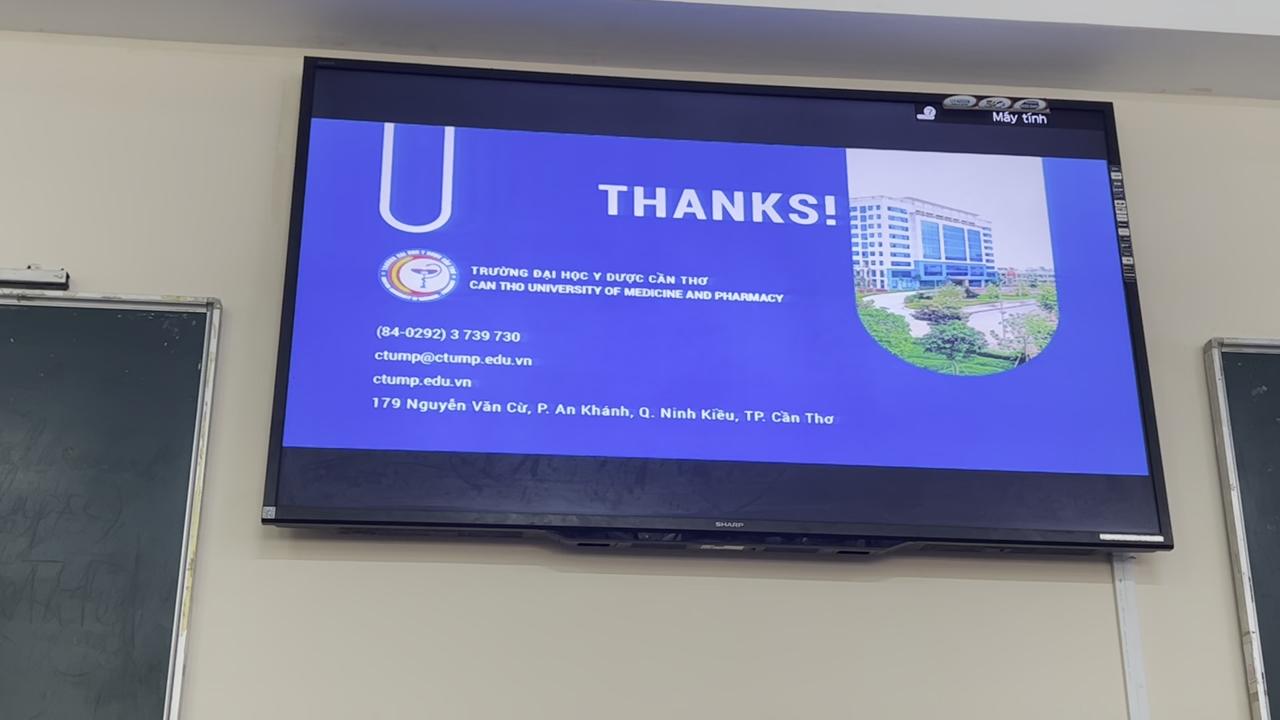 Máy tính
THANKS!
TRƯỜNG ĐẠI HỌC Y DƯỢC CẦN THƠ
CAN THO UNIVERSITY OF MEDICINE AND PHARMACY
(84-0292) 3 739 730
ctump@ctump.edu.vn
ctump.edu.vn
179 Nguyễn Văn Cừ, P. An Khánh, Q. Ninh Kiều, TP. Cần Thơ
SHARP